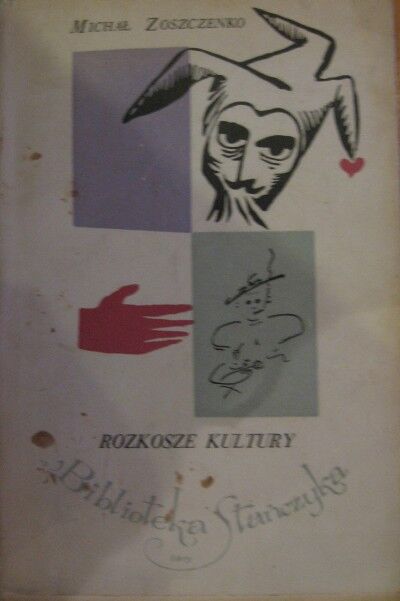 MICHAŁ ZOSZCZENKO
ROZKOSZE KULTURY
Biblioteka Stańczyka